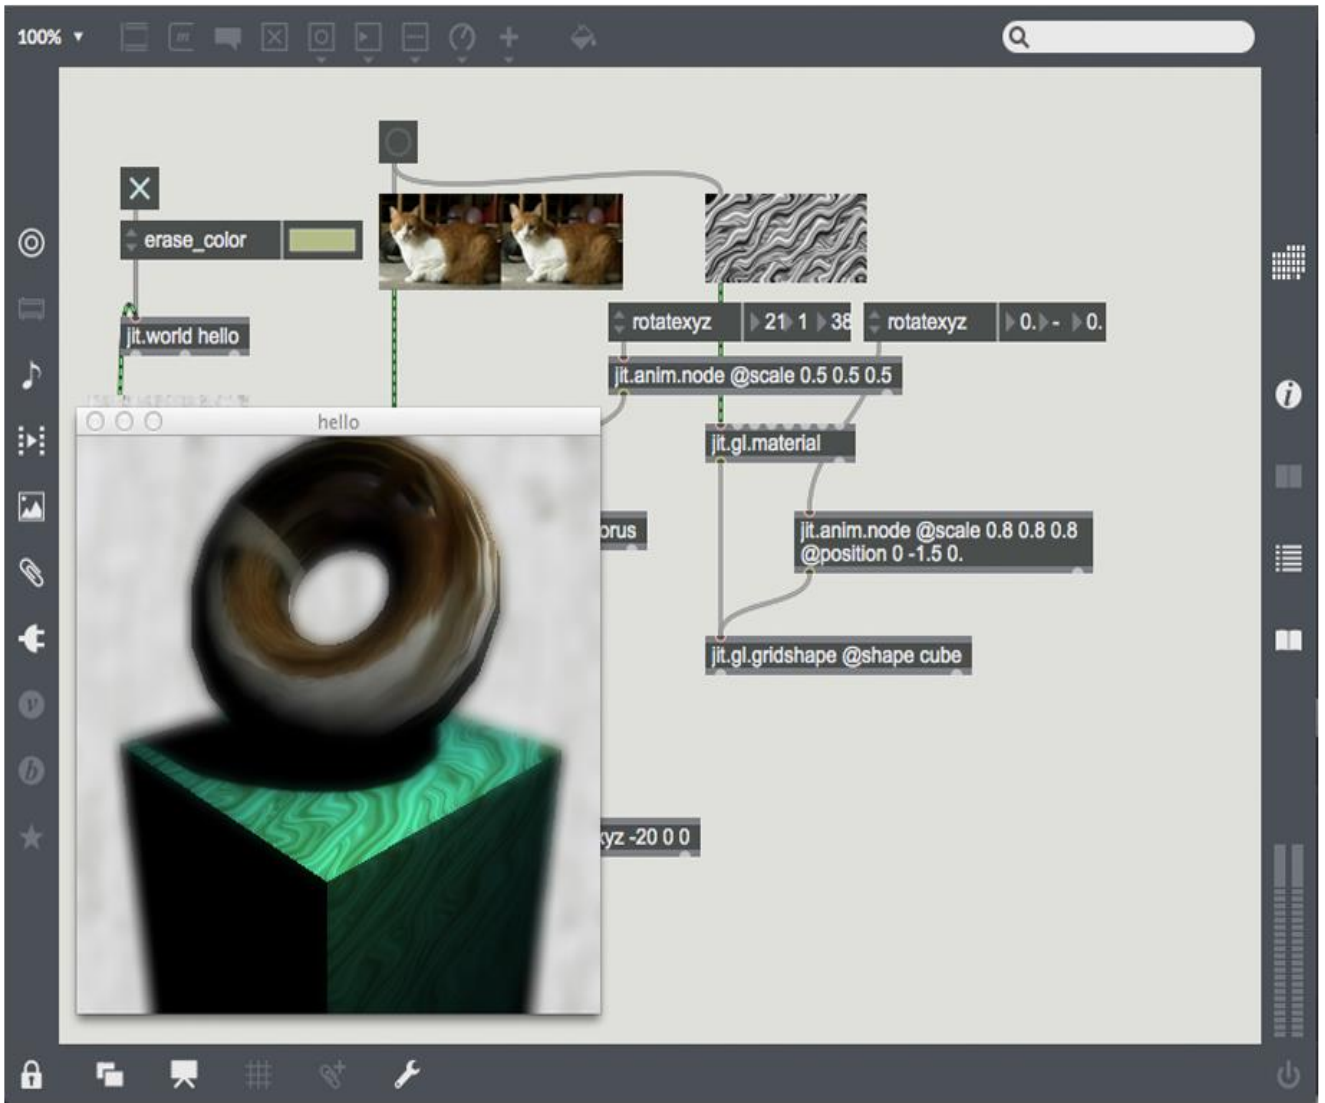 100%
erase_color
jit.world hello
rotatexyz 21 1 38
rotatexyz 0. - 0.
jit.anim.node @scale 0.5 0.5 0.5
hello
jit.gl.material
orus
jit.anim.node @scale 0.8 0.8 0.8
@position 0 -1.5 0.
jit.gl.gridshape @shape cube
xyz -20 0 0